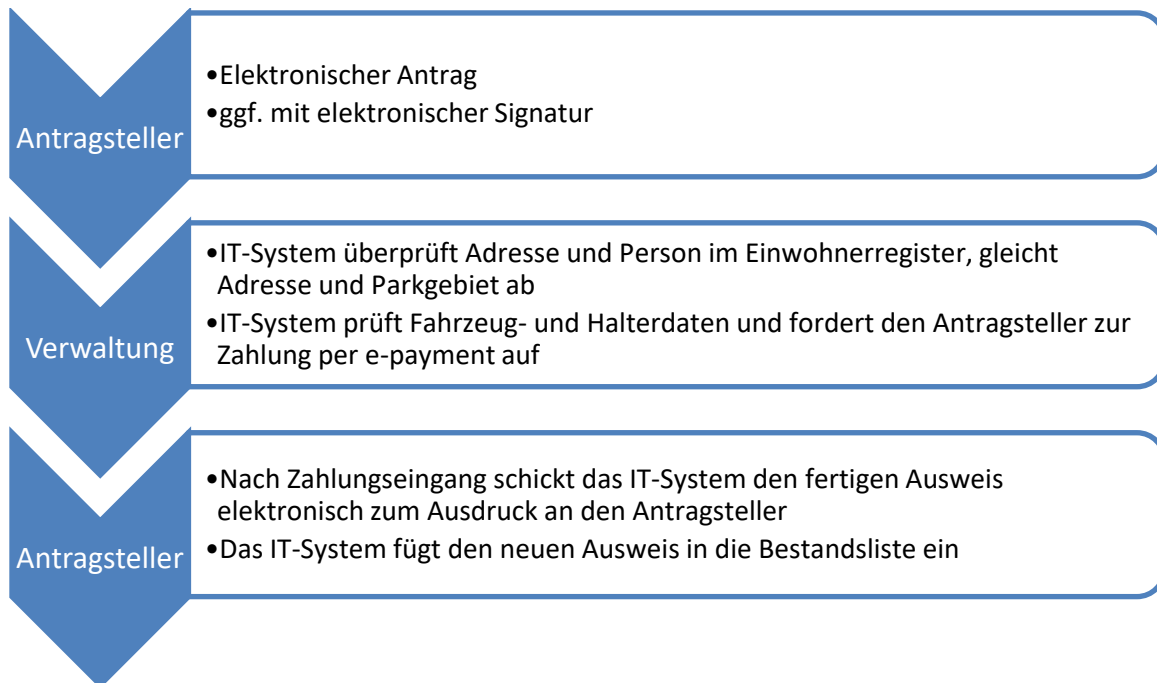 Antragsteller
•Elektronischer Antrag
•ggf. mit elektronischer Signatur
Verwaltung
•IT-System überprüft Adresse und Person im Einwohnerregister, gleicht
Adresse und Parkgebiet ab
•IT-System prüft Fahrzeug- und Halterdaten und fordert den Antragsteller zur
Zahlung per e-payment auf
Antragsteller
•Nach Zahlungseingang schickt das IT-System den fertigen Ausweis
elektronisch zum Ausdruck an den Antragsteller
•Das IT-System fügt den neuen Ausweis in die Bestandsliste ein